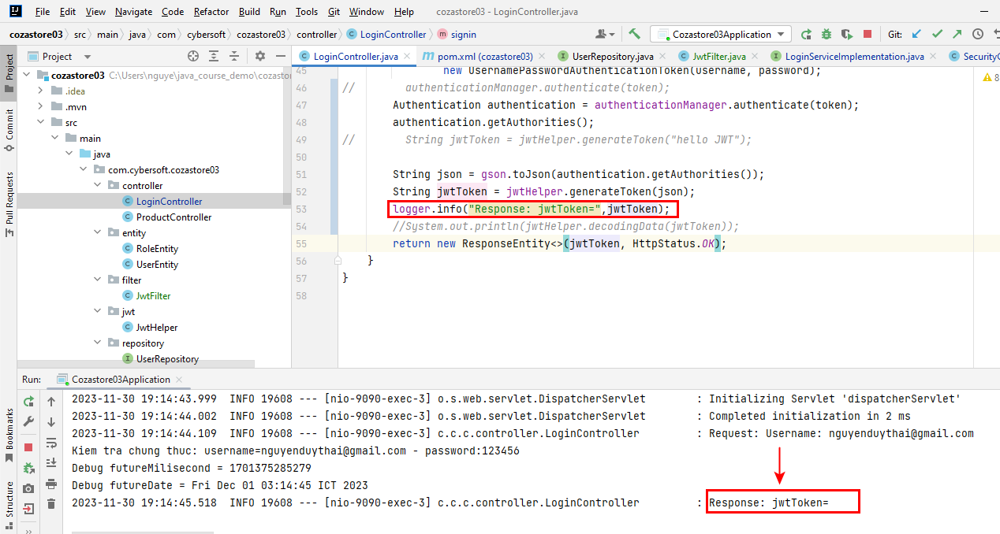 File Edit View Navigate Code Refactor Build Run Tools Git Window Help cozastore03 - LoginController.java
cozastore03 src main java com cybersoft cozastore03 controller C LoginController m signin Cozastore03Application Git:
Project C LoginController.java m pom.xml (cozastore03) I UserRepository.java C JwtFilter.java I LoginServiceImplementation.java C Security
Project
Commit
Pull Requests
Bookmarks
Structure
cozastore03 C:\Users\nguye\java_course_demo\cozastor
.idea
.mvn
src
main
java
com.cybersoft.cozastore03
controller
C LoginController
C ProductController
entity
C RoleEntity
C UserEntity
filter
C JwtFilter
jwt
C JwtHelper
repository
I UserRepository
8
45 new UsernamePasswordAuthenticationToken(username, password);
46 // authenticationManager.authenticate(token);
47 Authentication authentication = authenticationManager.authenticate(token);
48 authentication.getAuthorities();
49 // String jwtToken = jwtHelper.generateToken("hello JWT");
50
51 String json = gson.toJson(authentication.getAuthorities());
52 String jwtToken = jwtHelper.generateToken(json);
53 logger.info("Response: jwtToken=",jwtToken);
54 //System.out.println(jwtHelper.decodingData(jwtToken));
55 return new ResponseEntity<>(jwtToken, HttpStatus.OK);
56 }
57 }
58
Run: Cozastore03Application
2023-11-30 19:14:43.999 INFO 19608 --- [nio-9090-exec-3] o.s.web.servlet.DispatcherServlet : Initializing Servlet 'dispatcherServlet'
2023-11-30 19:14:44.002 INFO 19608 --- [nio-9090-exec-3] o.s.web.servlet.DispatcherServlet : Completed initialization in 2 ms
2023-11-30 19:14:44.109 INFO 19608 --- [nio-9090-exec-3] c.c.c.controller.LoginController : Request: Username: nguyenduythai@gmail.com
Kiem tra chung thuc: username=nguyenduythai@gmail.com - password:123456
Debug futureMilisecond = 1701375285279
Debug futureDate = Fri Dec 01 03:14:45 ICT 2023
2023-11-30 19:14:45.518 INFO 19608 --- [nio-9090-exec-3] c.c.c.controller.LoginController : Response: jwtToken=